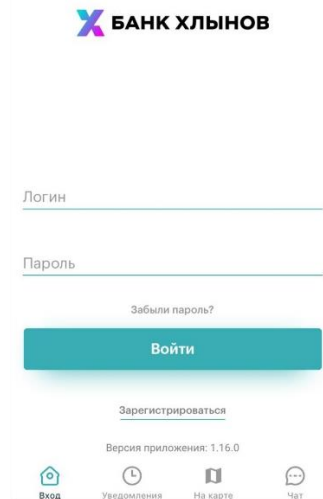 БАНК ХЛЫНОВ
Логин
Пароль
Забыли пароль?
Войти
Зарегистрироваться
Версия приложения: 1.16.0
Вход Уведомления На карте Чат